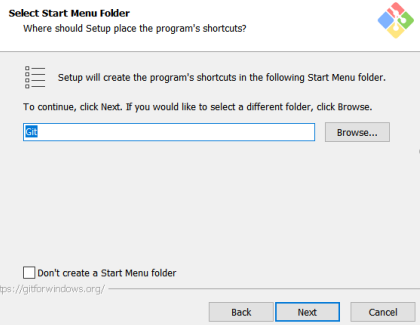 Select Start Menu Folder
Where should Setup place the program's shortcuts?
Setup will create the program's shortcuts in the following Start Menu folder.
To continue, click Next. If you would like to select a different folder, click Browse.
Git
Browse...
Don't create a Start Menu folder
tps://gitforwindows.org/
Back
Next
Cancel